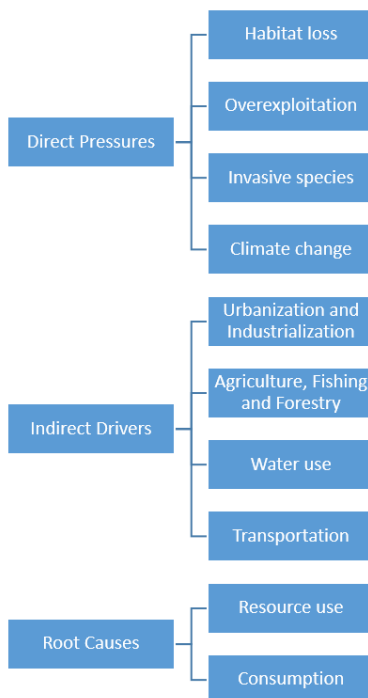 Direct Pressures
Habitat loss
Overexploitation
Invasive species
Climate change
Indirect Drivers
Urbanization and
Industrialization
Agriculture, Fishing
and Forestry
Water use
Transportation
Root Causes
Resource use
Consumption